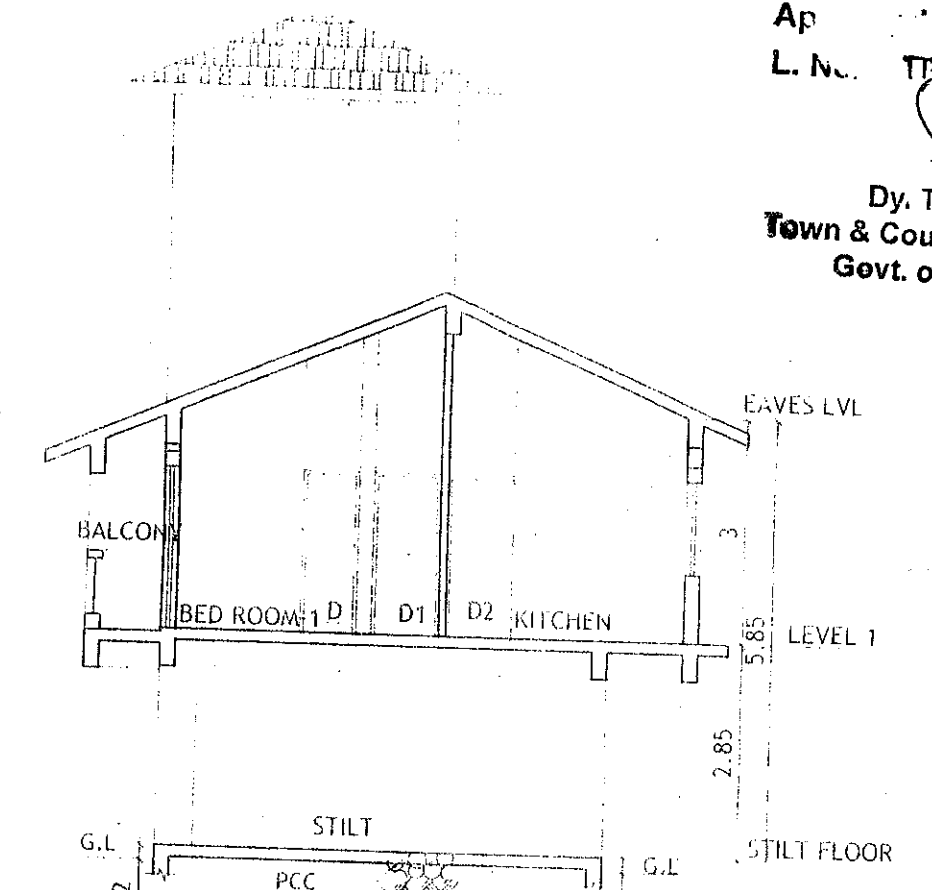 Ap
L. No.
Dy. T
Town & Cou
Govt. o
EAVES LVL
BALCONY
3
BED ROOM 1 D D1 D2 KITCHEN
5.85
LEVEL 1
2.85
STILT
G.L
STILT FLOOR
G.L
PCC
2